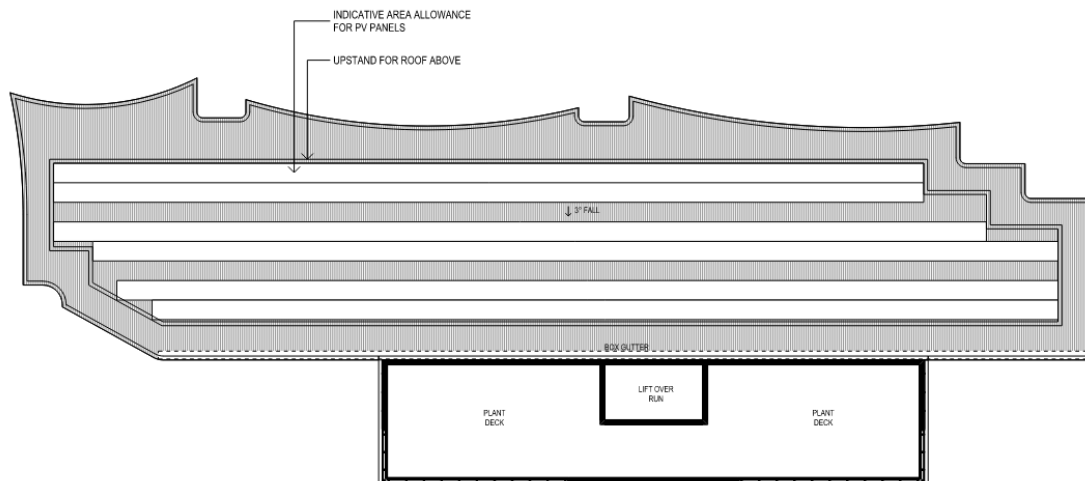 INDICATIVE AREA ALLOWANCE
FOR PV PANELS
UPSTAND FOR ROOF ABOVE
3° FALL
BOX GUTTER
LIFT OVER
RUN
PLANT
DECK
PLANT
DECK